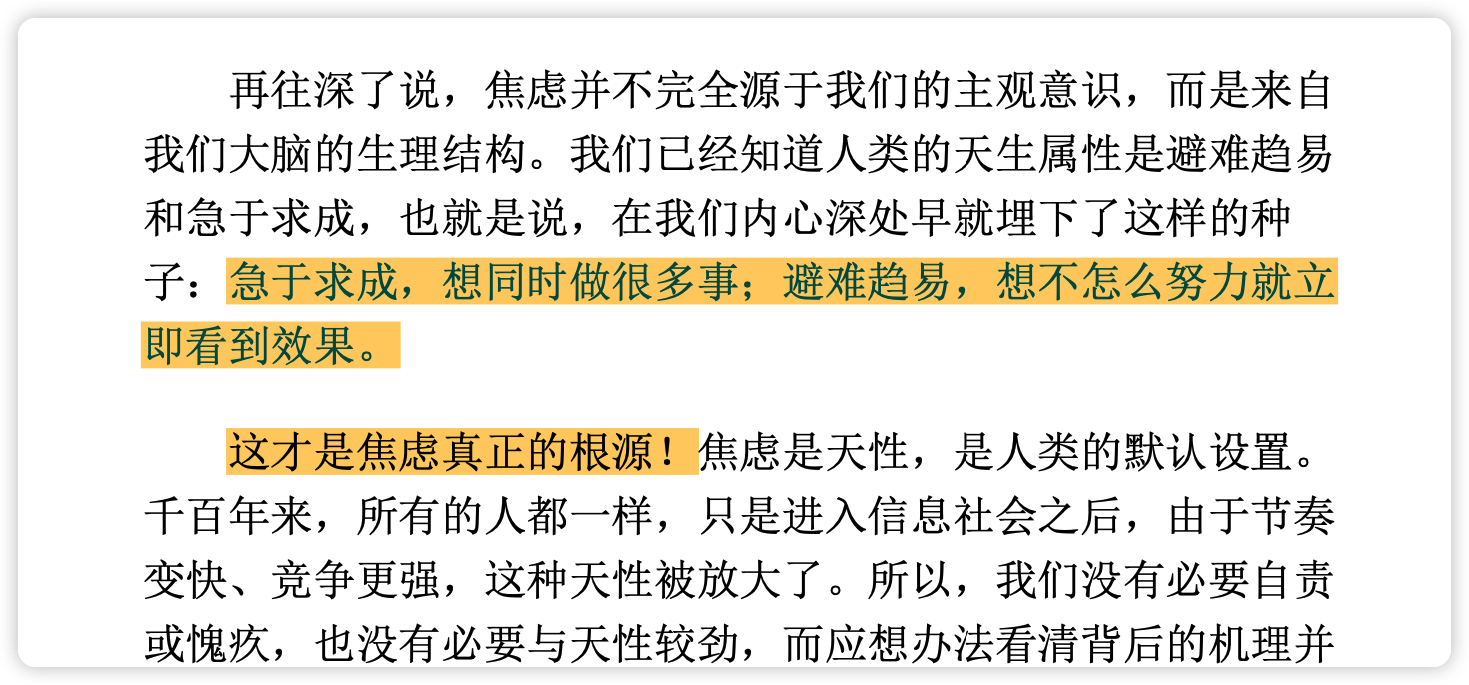 再往深了说，焦虑并不完全源于我们的主观意识，而是来自
我们大脑的生理结构。我们已经知道人类的天生属性是避难趋易
和急于求成，也就是说，在我们内心深处早就埋下了这样的种
子：急于求成，想同时做很多事；避难趋易，想不怎么努力就立
即看到效果。
这才是焦虑真正的根源！焦虑是天性，是人类的默认设置。
千百年来，所有的人都一样，只是进入信息社会之后，由于节奏
变快、竞争更强，这种天性被放大了。所以，我们没有必要自责
或愧疚，也没有必要与天性较劲，而应想办法看清背后的机理并